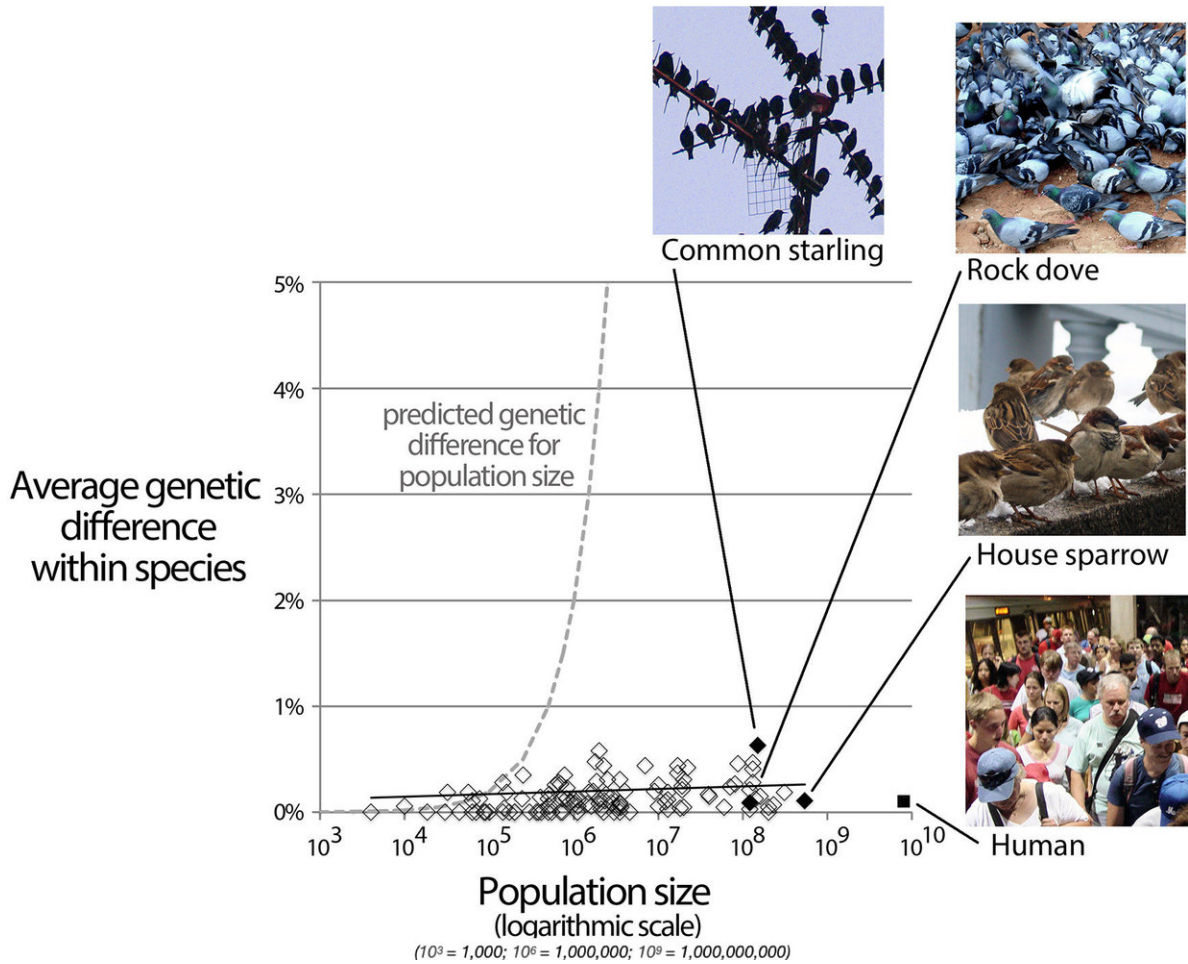 Common starling
Rock dove
5%
4%
predicted genetic
difference for
population size
Average genetic
difference
within species
3%
House sparrow
2%
1%
0%
10³ 10⁴ 10⁵ 10⁶ 10⁷ 10⁸ 10⁹ 10¹⁰
Human
Population size
(logarithmic scale)
(10³ = 1,000; 10⁶ = 1,000,000; 10⁹ = 1,000,000,000)